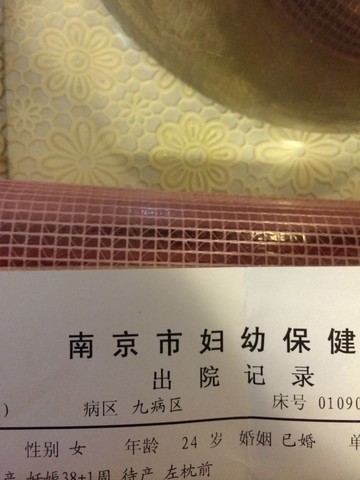 南京市妇幼保健
出院记录
) 病区 九病区 床号 01090
性别 女 年龄 24 岁 婚姻 已婚 单
产 妊娠38+1周 待产 左枕前